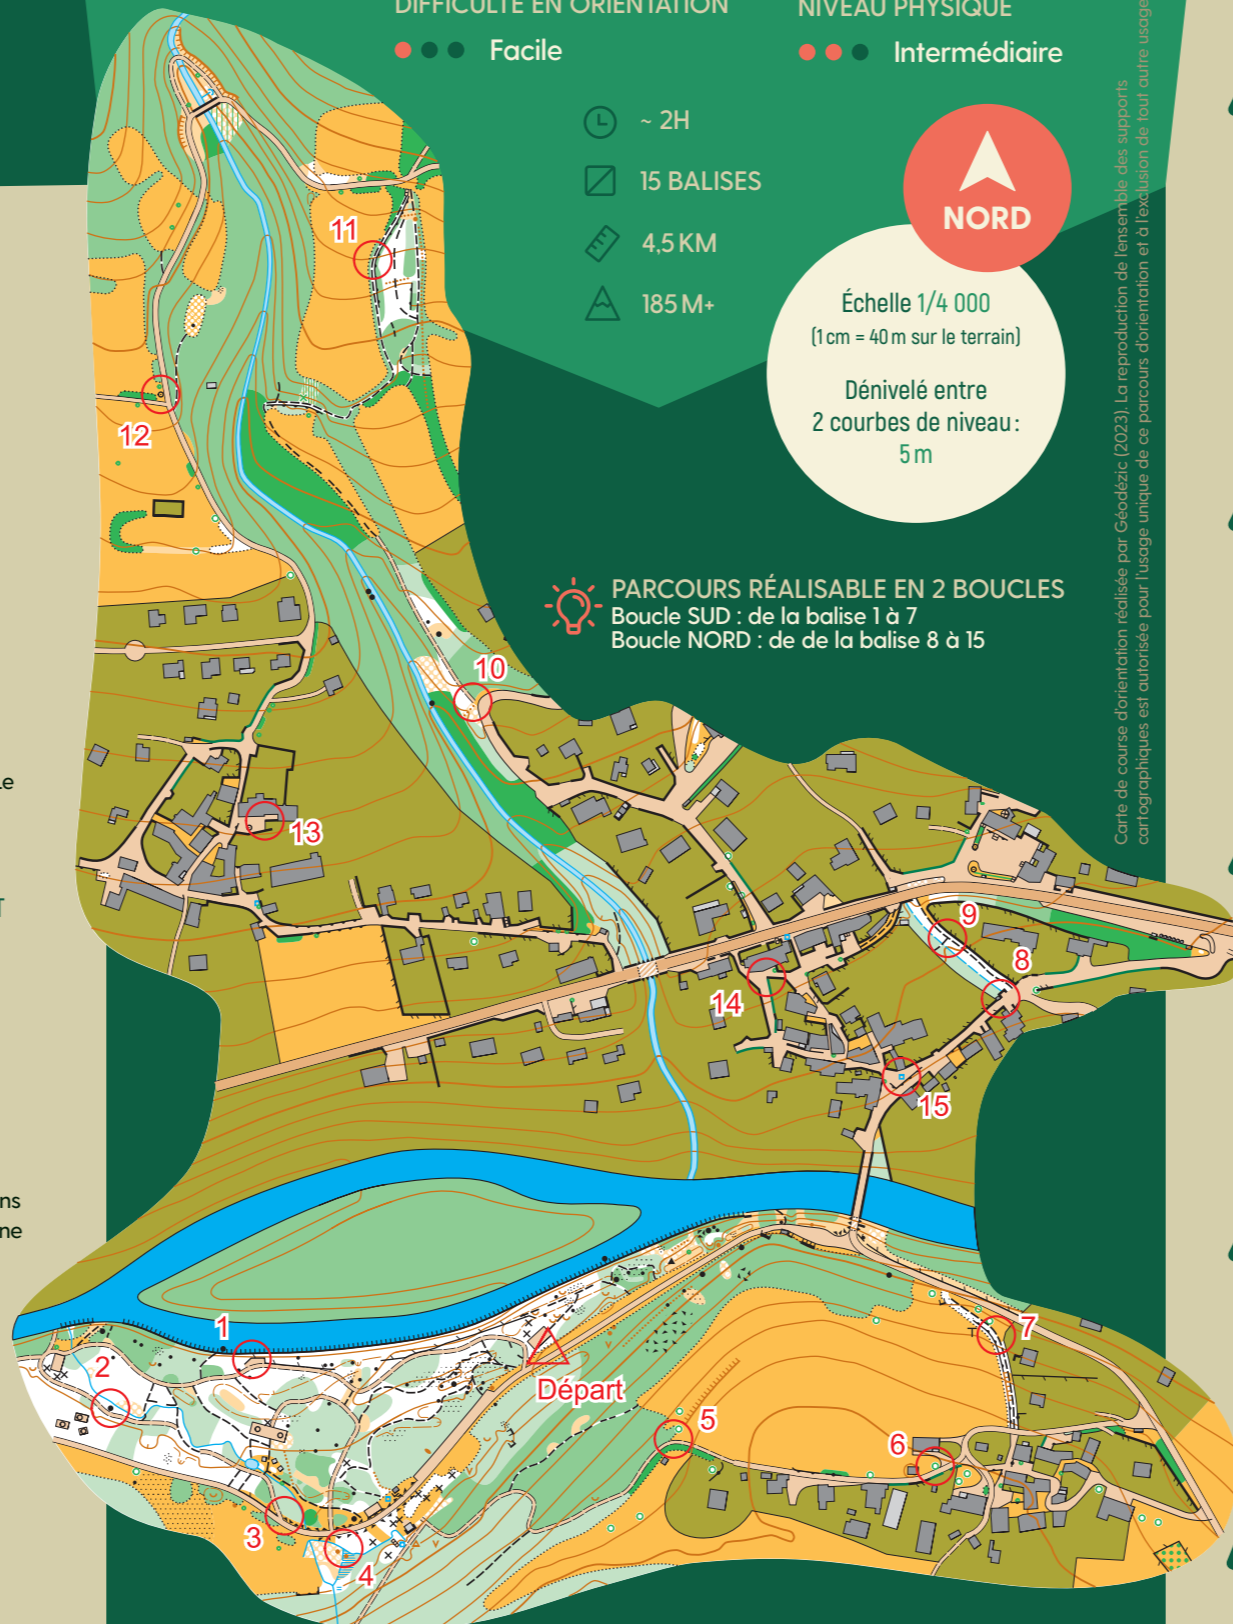 DIFFICULTÉ EN ORIENTATION
Facile
NIVEAU PHYSIQUE
Intermédiaire
~ 2H
15 BALISES
4,5 KM
185 M+
NORD
Échelle 1/4 000
(1 cm = 40 m sur le terrain)
Dénivelé entre
2 courbes de niveau :
5 m
PARCOURS RÉALISABLE EN 2 BOUCLES
Boucle SUD : de la balise 1 à 7
Boucle NORD : de de la balise 8 à 15
Carte de course d'orientation réalisée par Géodézic (2023). La reproduction de l'ensemble des supports
cartographiques est autorisée pour l'usage unique de ce parcours d'orientation et à l'exclusion de tout autre usage
11
12
10
13
9
8
14
15
1
2
Départ
7
5
6
3
4
le
T
ns
ne